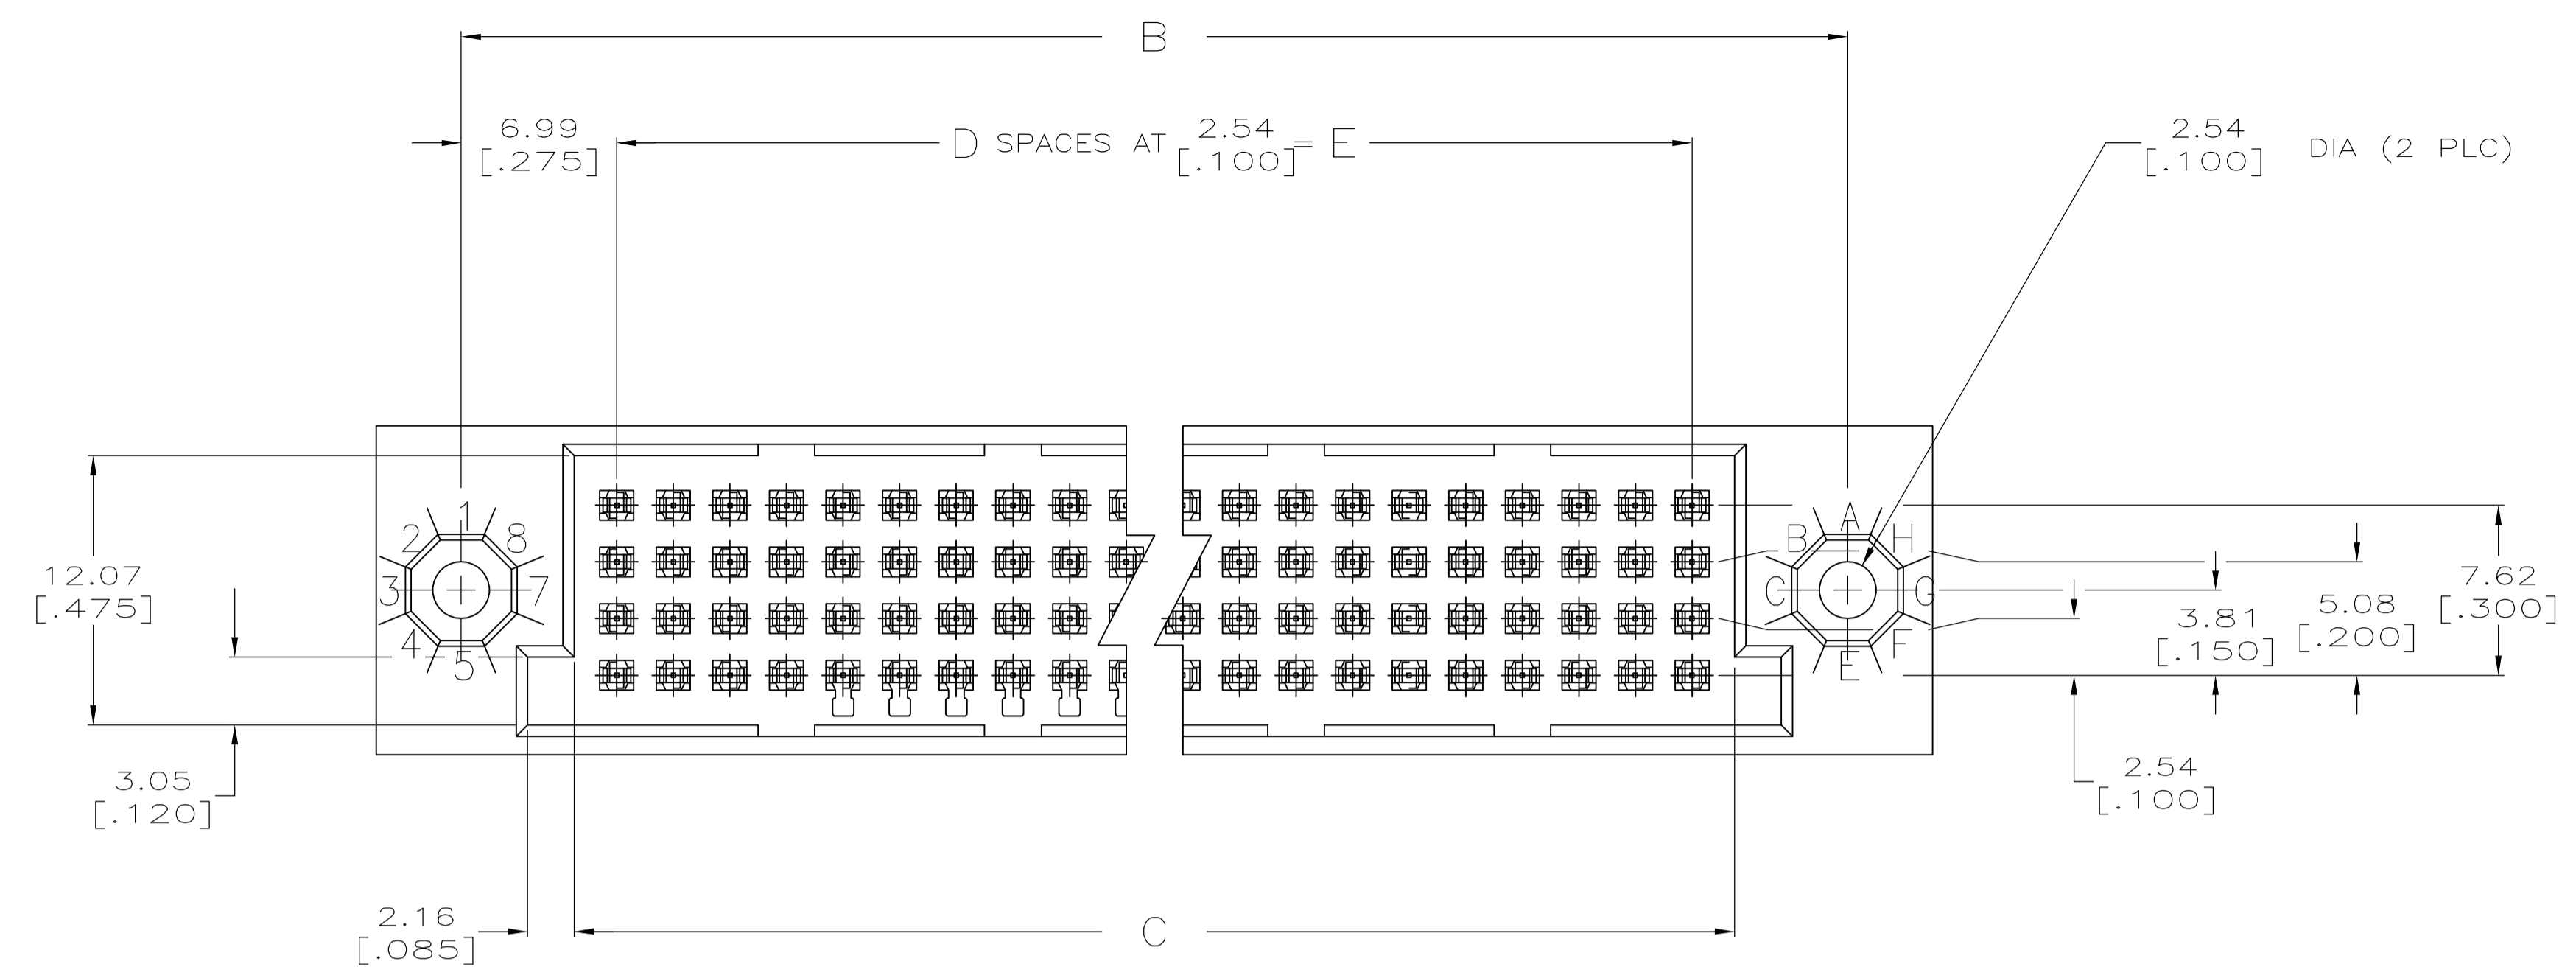 B
6.99
[.275]
D SPACES AT 2.54 [.100] = E
2.54
[.100]
DIA (2 PLC)
1
2
8
3
7
4
5
A
B
H
C
G
F
E
12.07
[.475]
3.05
[.120]
2.16
[.085]
C
7.62
[.300]
5.08
[.200]
3.81
[.150]
2.54
[.100]